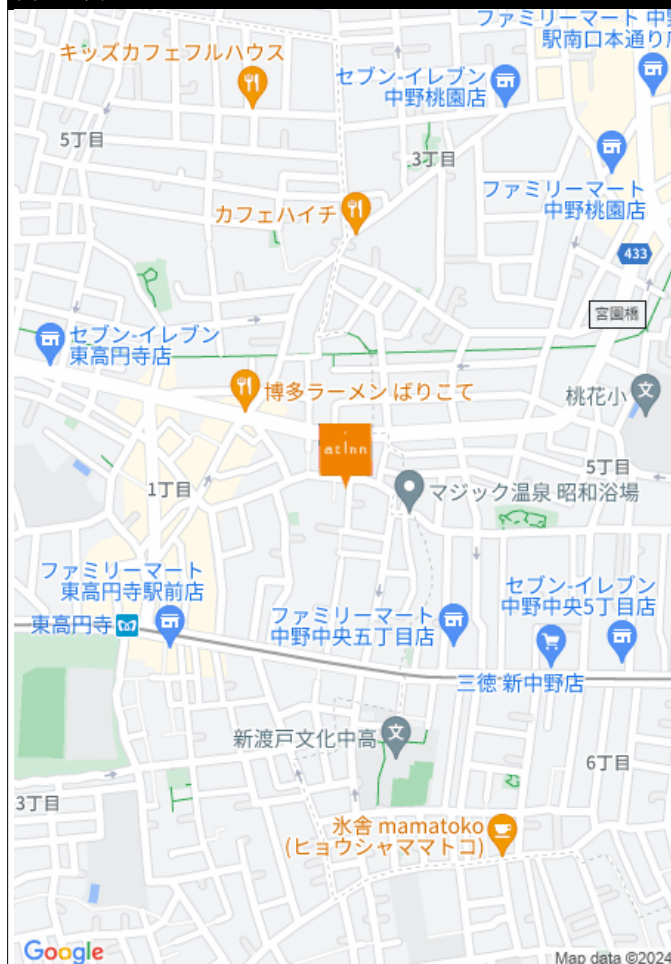 ファミリーマート 中
駅南口本通り
キッズカフェフルハウス
セブン-イレブン
中野桃園店
5丁目
3丁目
ファミリーマート
中野桃園店
カフェハイチ
433
宮園橋
セブン-イレブン
東高円寺店
博多ラーメン ばりこて
桃花小
文
atinn
5丁目
1丁目
マジック温泉 昭和浴場
ファミリーマート
東高円寺駅前店
セブン-イレブン
中野中央5丁目店
東高円寺
ファミリーマート
中野中央五丁目店
三徳 新中野店
新渡戸文化中高
文
6丁目
3丁目
氷舎 mamatoko
(ヒョウシャママトコ)
Google
Map data ©2024